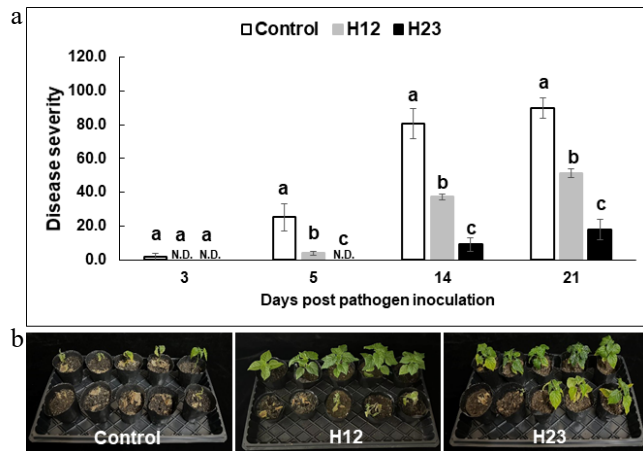 a
Control H12 H23
Disease severity
120.0
100.0
80.0
60.0
40.0
20.0
0.0
a a a a b c a b c a b c
N.D. N.D. N.D.
3 5 14 21
Days post pathogen inoculation
b
Control H12 H23